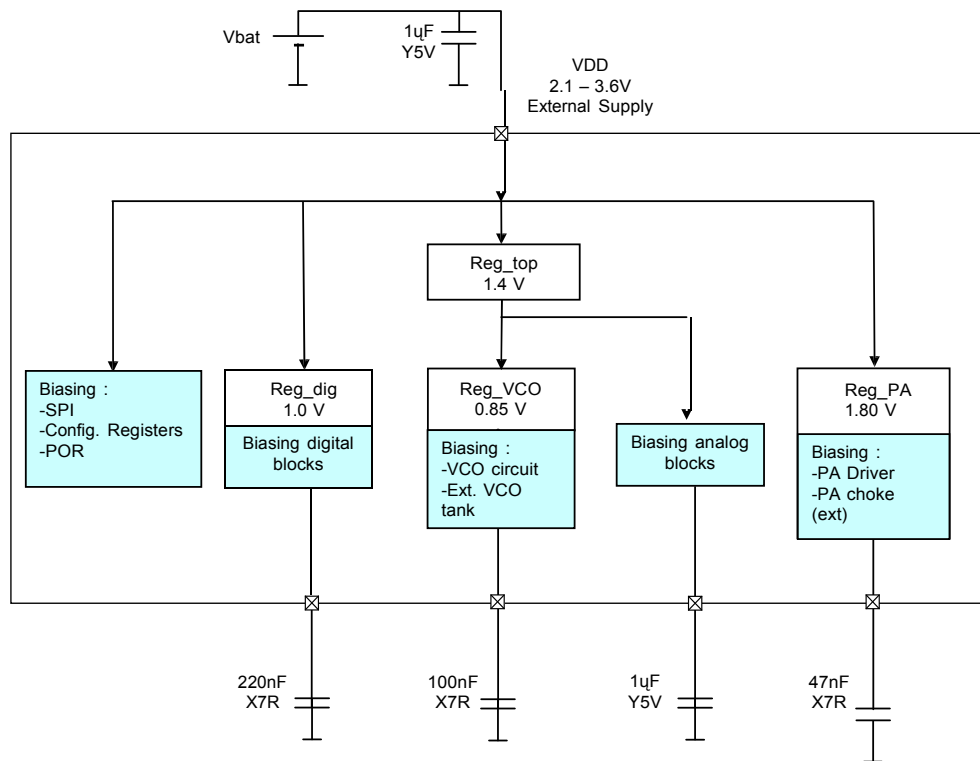 Vbat
1ųF
Y5V
VDD
2.1 – 3.6V
External Supply
Reg_top
1.4 V
Biasing :
-SPI
-Config. Registers
-POR
Reg_dig
1.0 V
Biasing digital
blocks
Reg_VCO
0.85 V
Biasing :
-VCO circuit
-Ext. VCO
tank
Biasing analog
blocks
Reg_PA
1.80 V
Biasing :
-PA Driver
-PA choke
(ext)
220nF
X7R
100nF
X7R
1ųF
Y5V
47nF
X7R